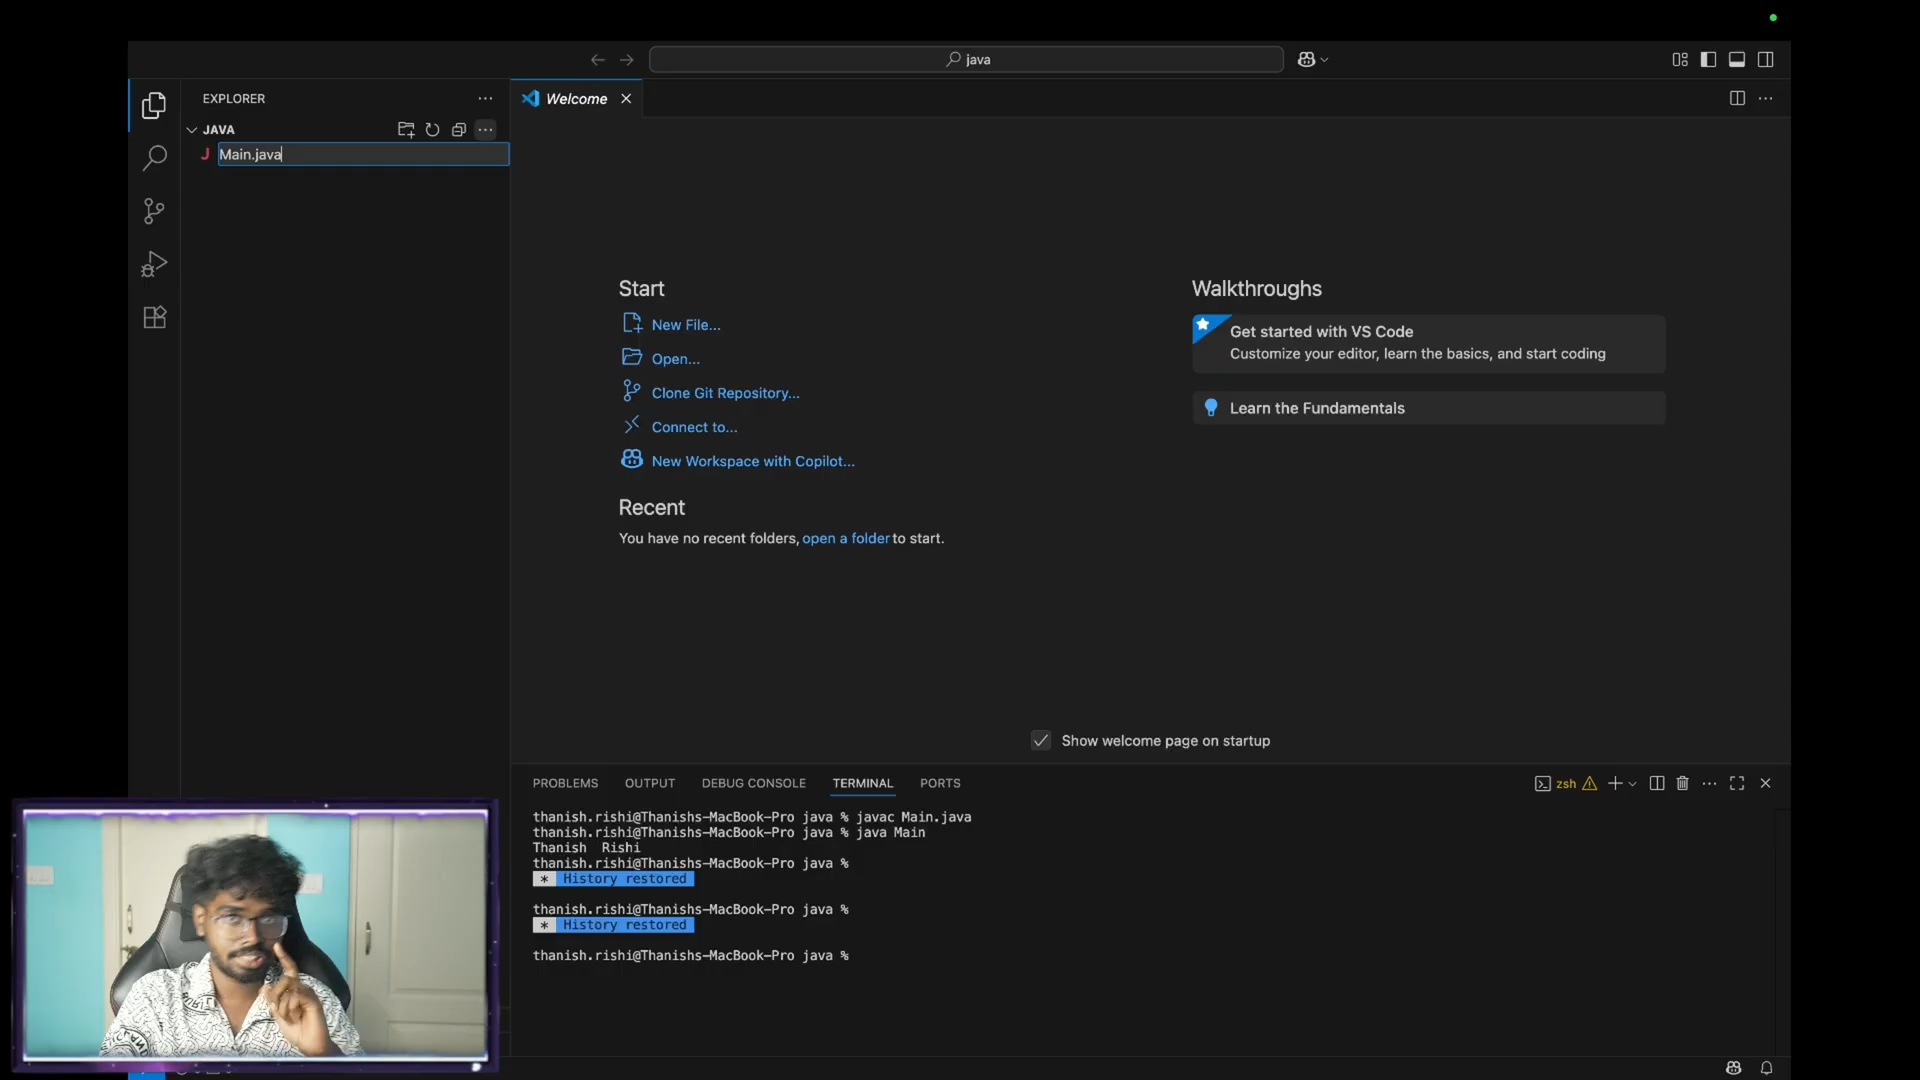 java
EXPLORER
JAVA
Main.java
Welcome
Start
New File...
Open...
Clone Git Repository...
Connect to...
New Workspace with Copilot...
Recent
You have no recent folders, open a folder to start.
Walkthroughs
Get started with VS Code
Customize your editor, learn the basics, and start coding
Learn the Fundamentals
Show welcome page on startup
PROBLEMS OUTPUT DEBUG CONSOLE TERMINAL PORTS
zsh
thanish.rishi@Thanishs-MacBook-Pro java % javac Main.java
thanish.rishi@Thanishs-MacBook-Pro java % java Main
Thanish  Rishi
thanish.rishi@Thanishs-MacBook-Pro java %
* History restored
thanish.rishi@Thanishs-MacBook-Pro java %
* History restored
thanish.rishi@Thanishs-MacBook-Pro java %